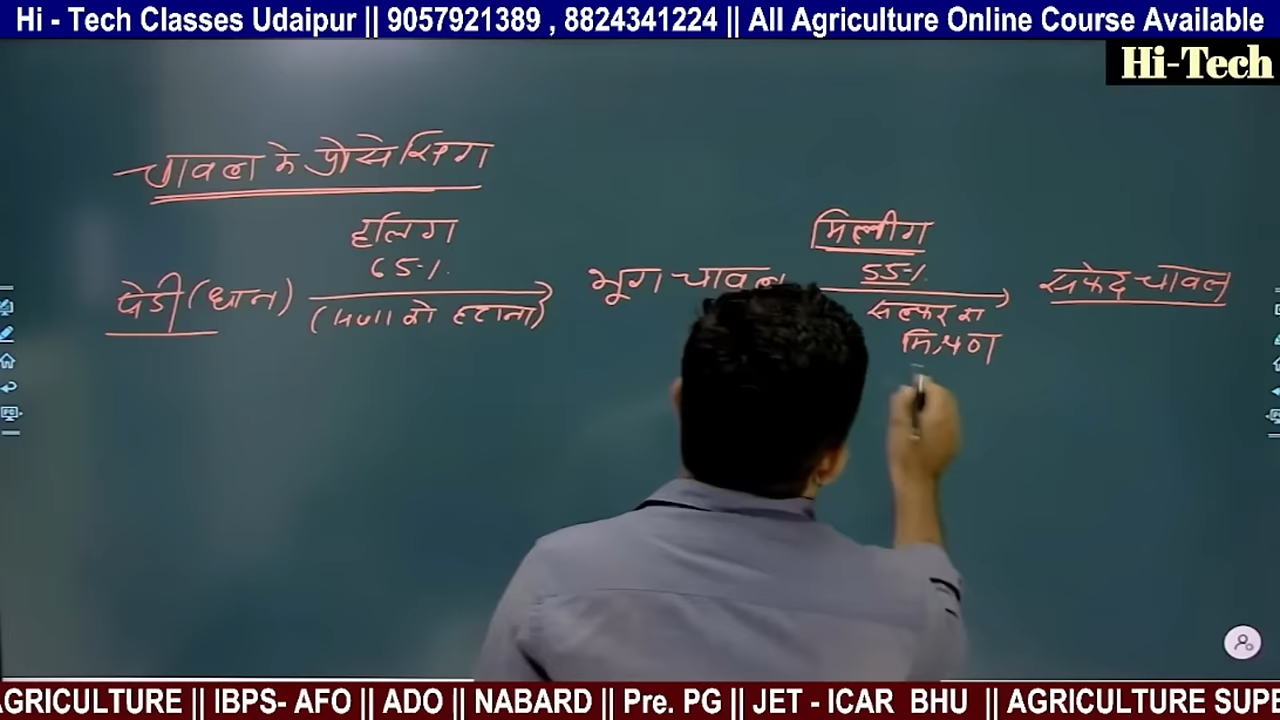 Hi - Tech Classes Udaipur || 9057921389 , 8824341224 || All Agriculture Online Course Available
Hi-Tech
चावल के प्रोसेसिंग
हलिंग
65%
मिल्लींग
55%
पेडी (धान)
को हटाना)
भूरा चावल
सफेद चावल
सल्फर का
मिश्रण
AGRICULTURE || IBPS- AFO || ADO || NABARD || Pre. PG || JET - ICAR BHU || AGRICULTURE SUPE